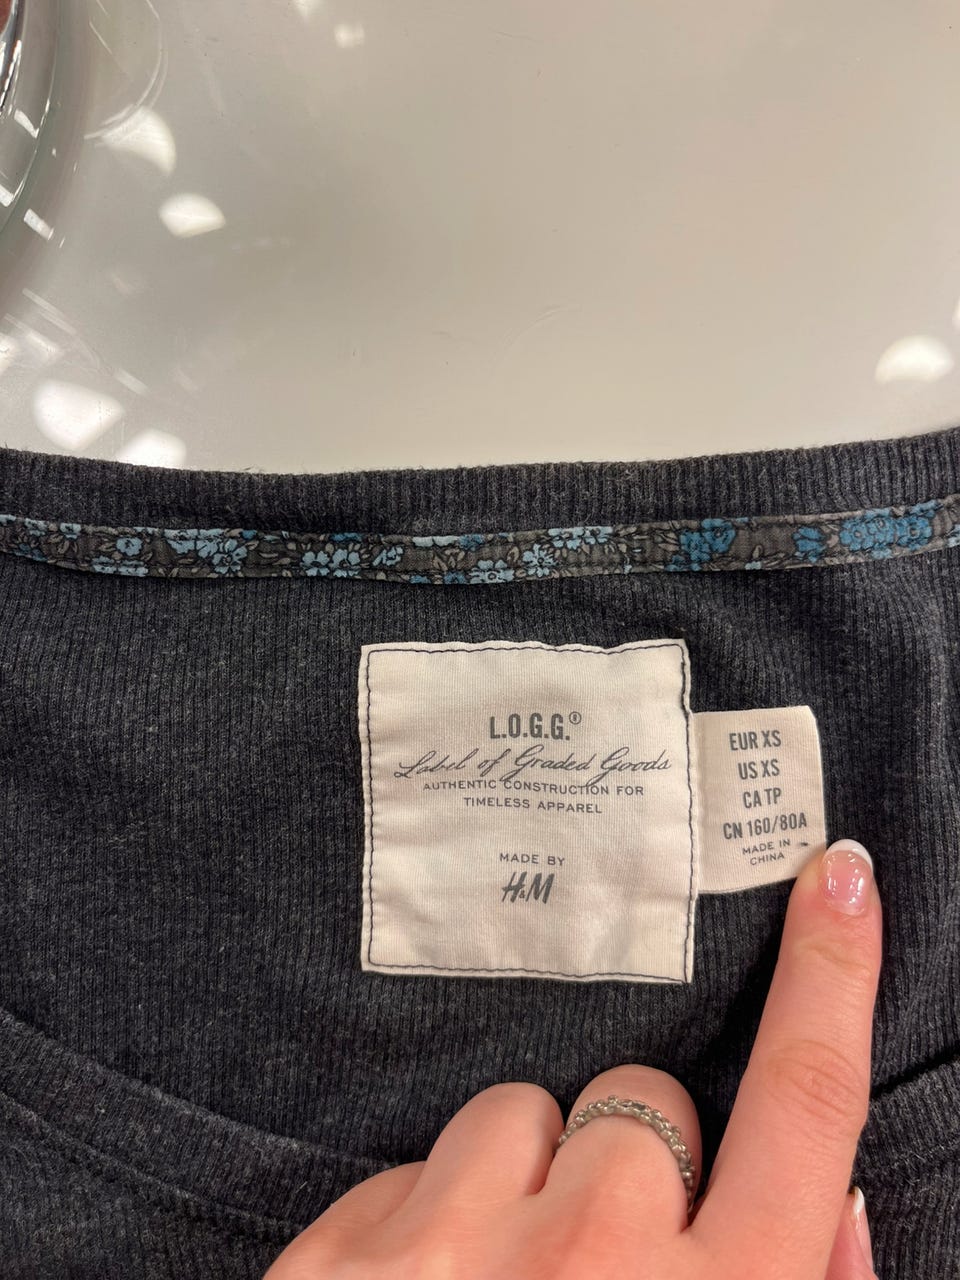 L.O.G.G.®
Label of Graded Goods
AUTHENTIC CONSTRUCTION FOR
TIMELESS APPAREL
MADE BY
H&M
EUR XS
US XS
CA TP
CN 160/80A
MADE IN
CHINA